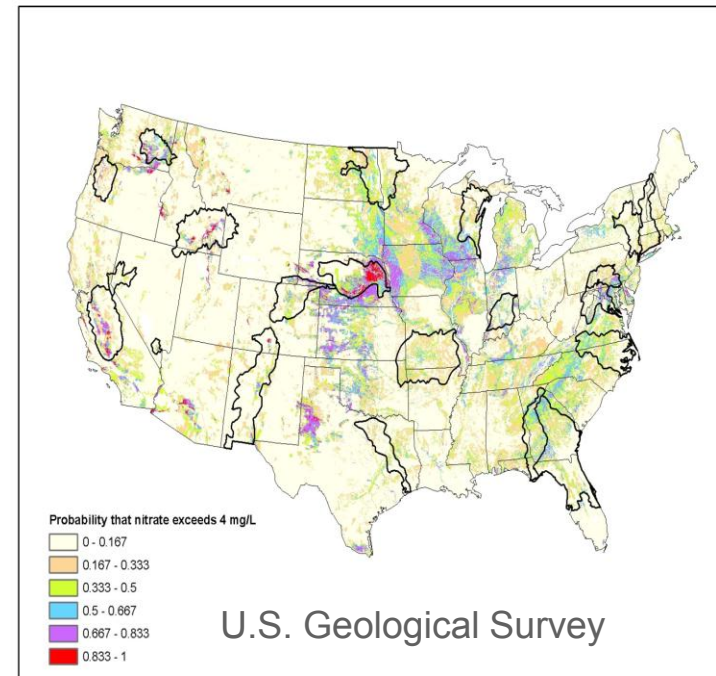 Probability that nitrate exceeds 4 mg/L
0 - 0.167
0.167 - 0.333
0.333 - 0.5
0.5 - 0.667
0.667 - 0.833
0.833 - 1
U.S. Geological Survey